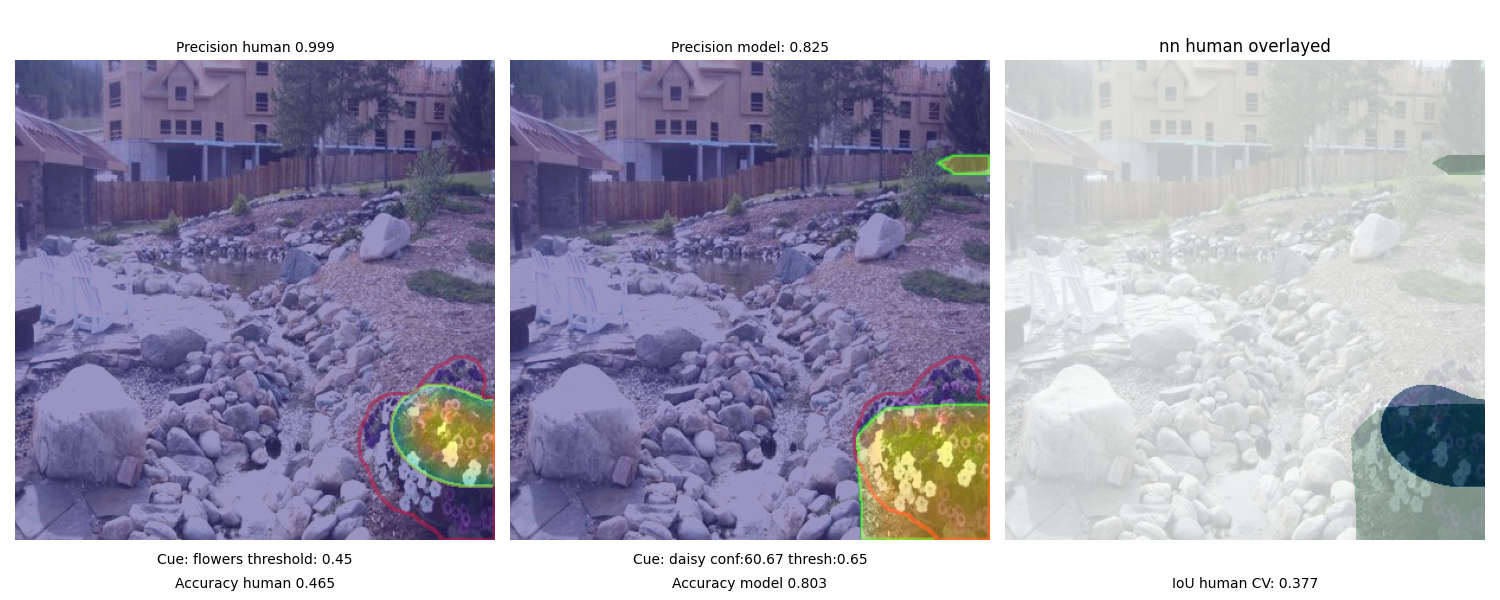 Precision human 0.999
Precision model: 0.825
nn human overlayed
Cue: flowers threshold: 0.45
Cue: daisy conf:60.67 thresh:0.65
Accuracy human 0.465
Accuracy model 0.803
IoU human CV: 0.377